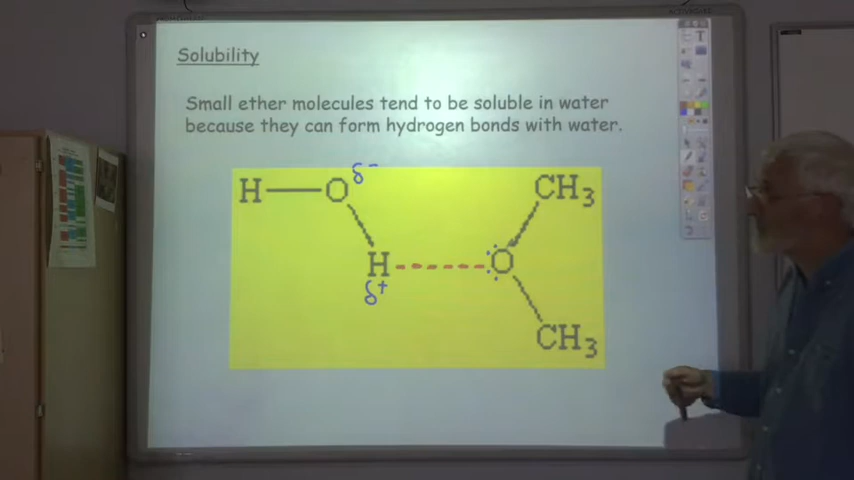 Solubility
Small ether molecules tend to be soluble in water
because they can form hydrogen bonds with water.
H O δ- CH3
H O
δ+
CH3